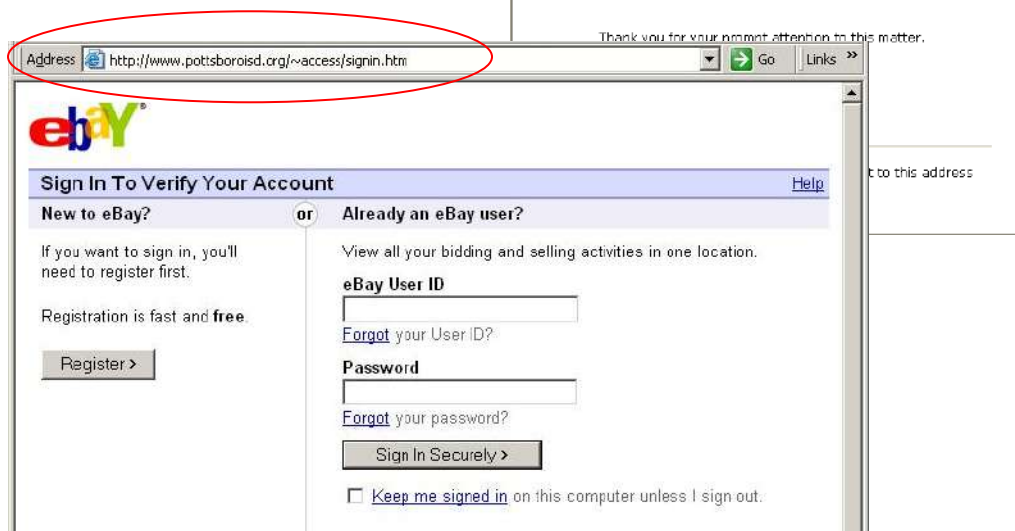 Thank you for your prompt attention to this matter.
Address http://www.pottsboroisd.org/~access/signin.htm Go Links »
ebaY®
t to this address
Sign In To Verify Your Account Help
New to eBay? or Already an eBay user?
If you want to sign in, you'll
need to register first.
Registration is fast and free.
Register >
View all your bidding and selling activities in one location.
eBay User ID
Forgot your User ID?
Password
Forgot your password?
Sign In Securely >
Keep me signed in on this computer unless I sign out.